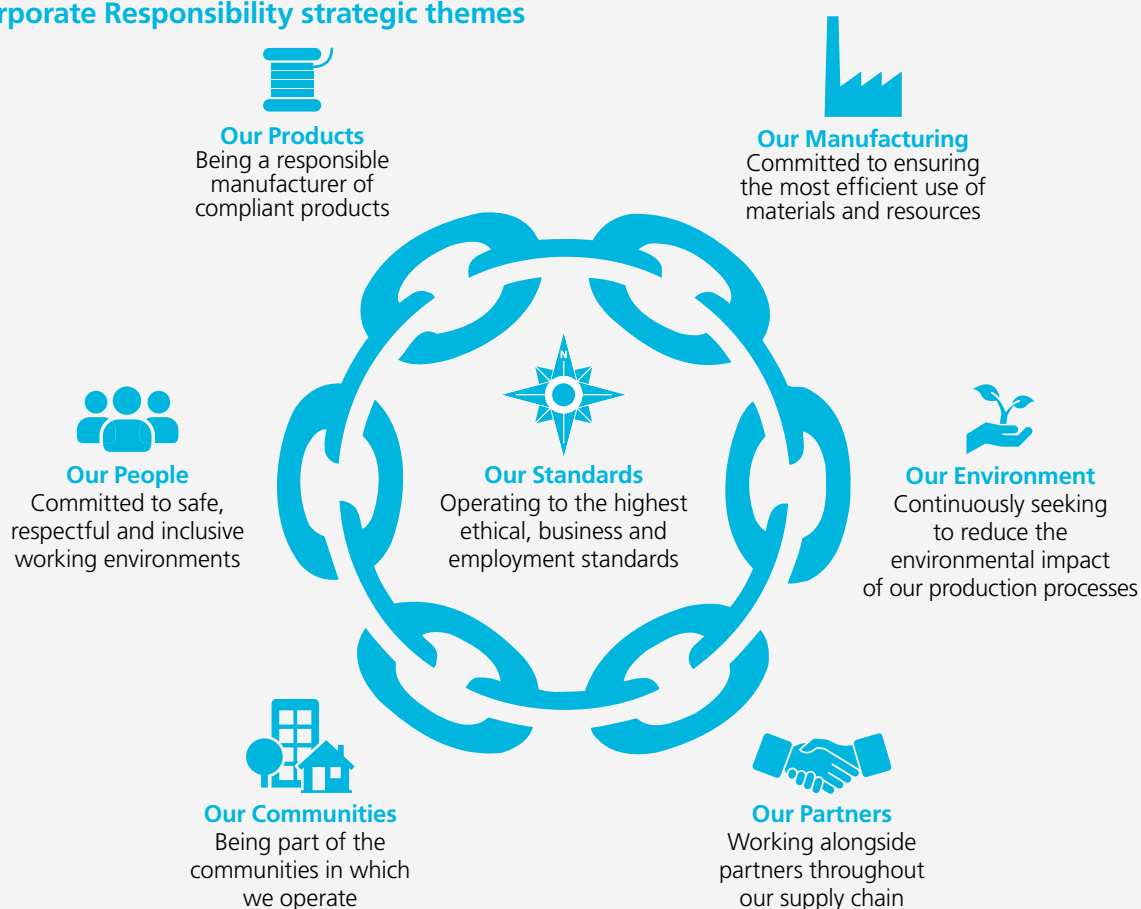 rporate Responsibility strategic themes
Our Products
Being a responsible
manufacturer of
compliant products
Our Manufacturing
Committed to ensuring
the most efficient use of
materials and resources
N
Our People
Committed to safe,
respectful and inclusive
working environments
Our Standards
Operating to the highest
ethical, business and
employment standards
Our Environment
Continuously seeking
to reduce the
environmental impact
of our production processes
Our Communities
Being part of the
communities in which
we operate
Our Partners
Working alongside
partners throughout
our supply chain